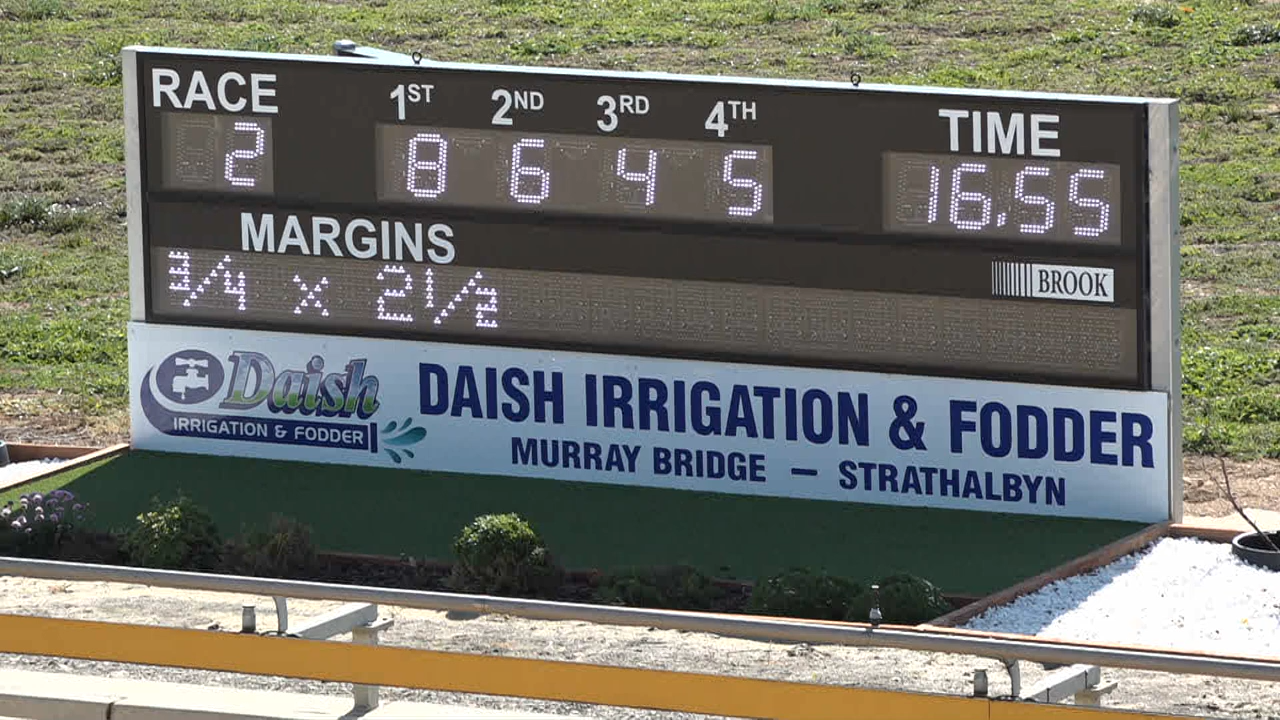 RACE 1ST 2ND 3RD 4TH TIME
2 8 6 4 5 16.55
MARGINS
3/4 x 2 1/2
BROOK
Daish
IRRIGATION & FODDER
DAISH IRRIGATION & FODDER
MURRAY BRIDGE – STRATHALBYN